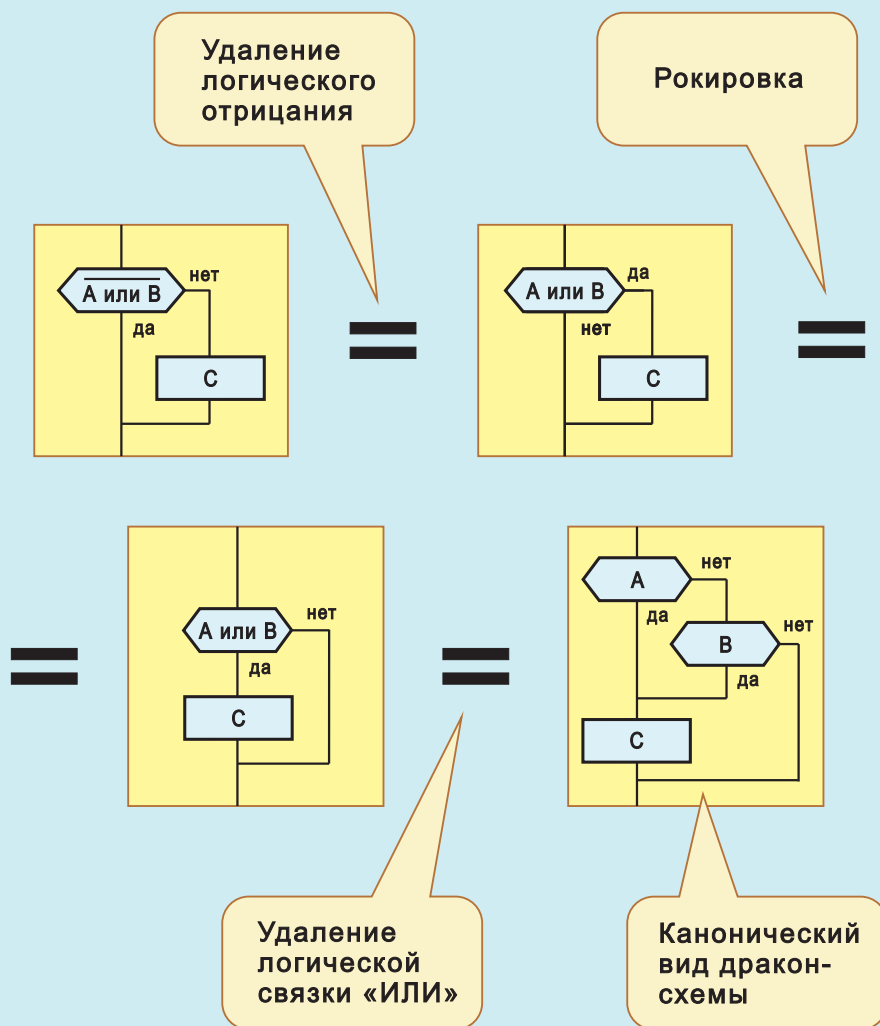 Удаление
логического
отрицания
Рокировка
А или В
нет
да
С
=
А или В
да
нет
С
=
=
А или В
нет
да
С
=
А
нет
да
В
нет
да
С
Удаление
логической
связки «ИЛИ»
Канонический
вид дракон-
схемы